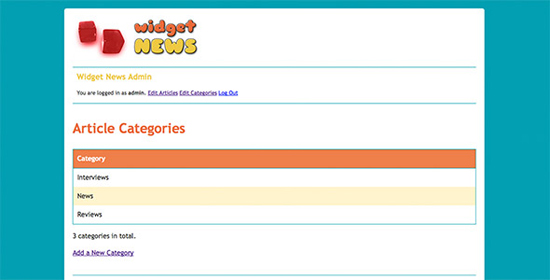 widget
NEWS
Widget News Admin
You are logged in as admin. Edit Articles Edit Categories Log Out
Article Categories
Category
Interviews
News
Reviews
3 categories in total.
Add a New Category